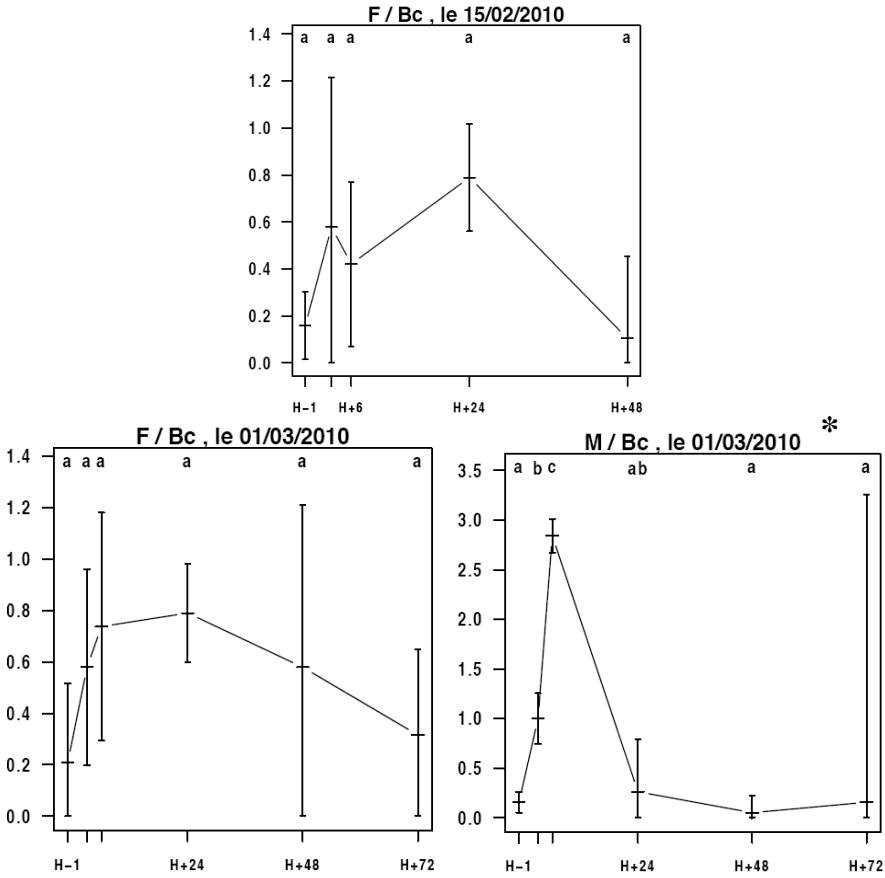 F / Bc , le 15/02/2010
1.4
1.2
1.0
0.8
0.6
0.4
0.2
0.0
a a a a a
H−1 H+6 H+24 H+48
F / Bc , le 01/03/2010
1.4
1.2
1.0
0.8
0.6
0.4
0.2
0.0
a a a a a a
H−1 H+24 H+48 H+72
M / Bc , le 01/03/2010 *
3.5
3.0
2.5
2.0
1.5
1.0
0.5
0.0
a b c ab a a
H−1 H+24 H+48 H+72